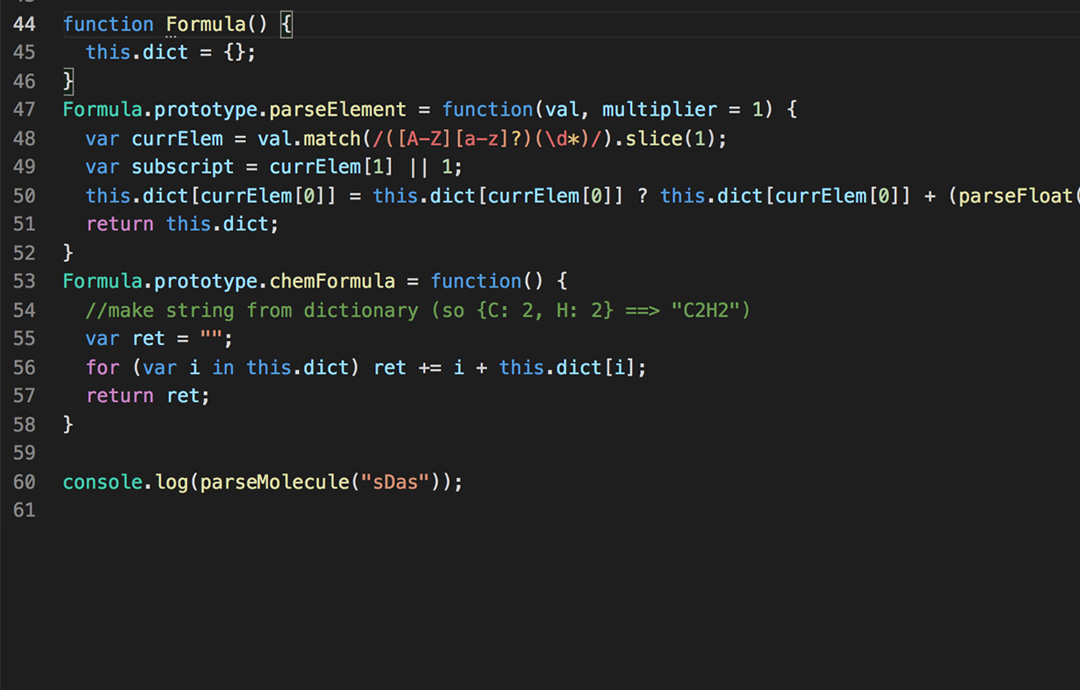 44 function Formula() {
45 this.dict = {};
46 }
47 Formula.prototype.parseElement = function(val, multiplier = 1) {
48 var currElem = val.match(/([A-Z][a-z]?)(\d*)/).slice(1);
49 var subscript = currElem[1] || 1;
50 this.dict[currElem[0]] = this.dict[currElem[0]] ? this.dict[currElem[0]] + (parseFloat(
51 return this.dict;
52 }
53 Formula.prototype.chemFormula = function() {
54 //make string from dictionary (so {C: 2, H: 2} ==> "C2H2")
55 var ret = "";
56 for (var i in this.dict) ret += i + this.dict[i];
57 return ret;
58 }
59
60 console.log(parseMolecule("sDas"));
61